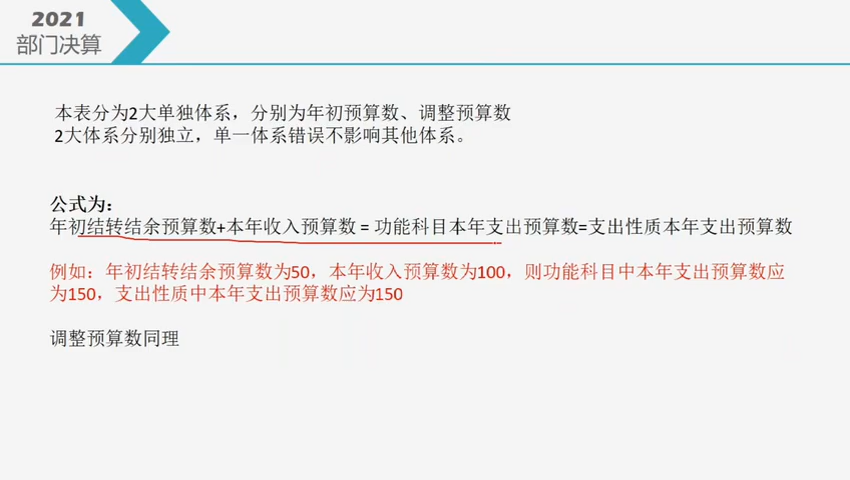 2021
部门决算
本表分为2大单独体系，分别为年初预算数、调整预算数
2大体系分别独立，单一体系错误不影响其他体系。
公式为：
年初结转结余预算数+本年收入预算数 = 功能科目本年支出预算数=支出性质本年支出预算数
例如：年初结转结余预算数为50，本年收入预算数为100，则功能科目中本年支出预算数应
为150，支出性质中本年支出预算数应为150
调整预算数同理